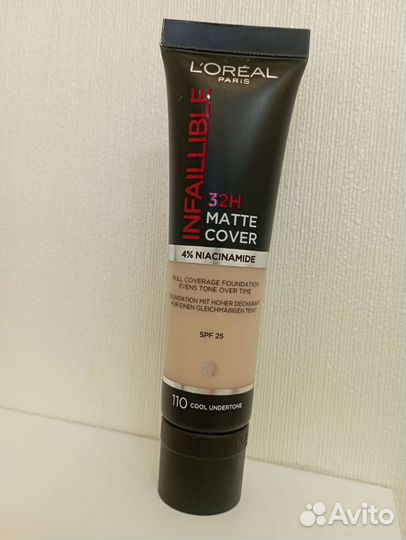 L'ORÉAL
PARIS
INFAILLIBLE
32H
MATTE
COVER
4% NIACINAMIDE
FULL COVERAGE FOUNDATION
EVENS TONE OVER TIME
FOUNDATION MIT HOHER DECKKRAFT
FÜR EINEN GLEICHMÄßIGEN TEINT
SPF 25
110 COOL UNDERTONE
Avito